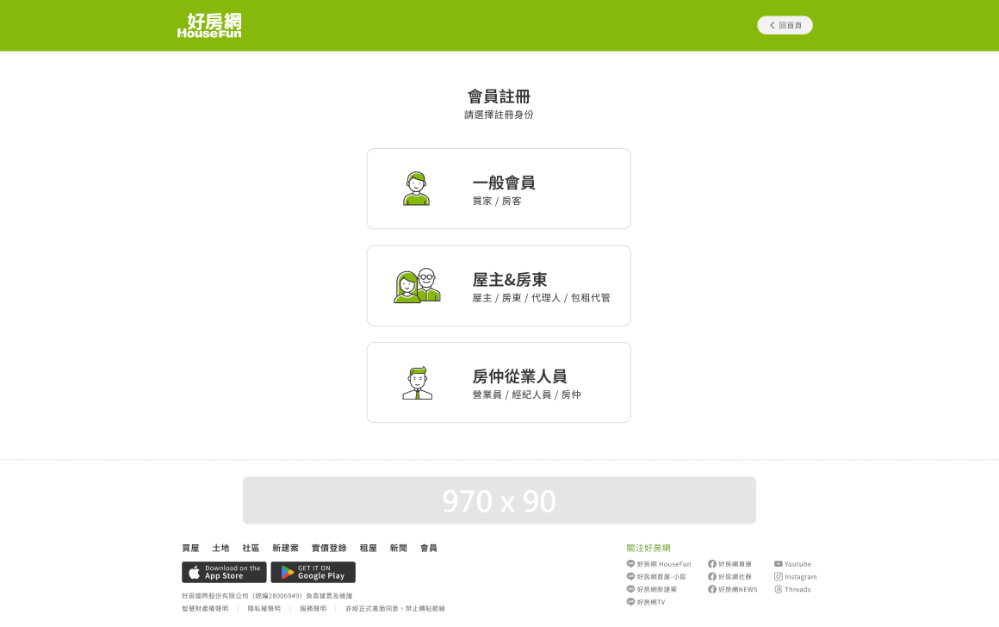 好房網
HouseFun
回首頁
會員註冊
請選擇註冊身份
一般會員
買家 / 房客
屋主&房東
屋主 / 房東 / 代理人 / 包租代管
房仲從業人員
營業員 / 經紀人員 / 房仲
970 x 90
買屋 土地 社區 新建案 實價登錄 租屋 新聞 會員
Download on the
App Store
GET IT ON
Google Play
好房國際股份有限公司（統編28006949）負責建置及維護
智慧財產權聲明 | 隱私權聲明 | 服務聲明 | 非經正式書面同意，禁止轉貼節錄
關注好房網
好房網 HouseFun 好房網買屋 Youtube
好房網買屋-小房 好房網社群 Instagram
好房網新建案 好房網NEWS Threads
好房網TV